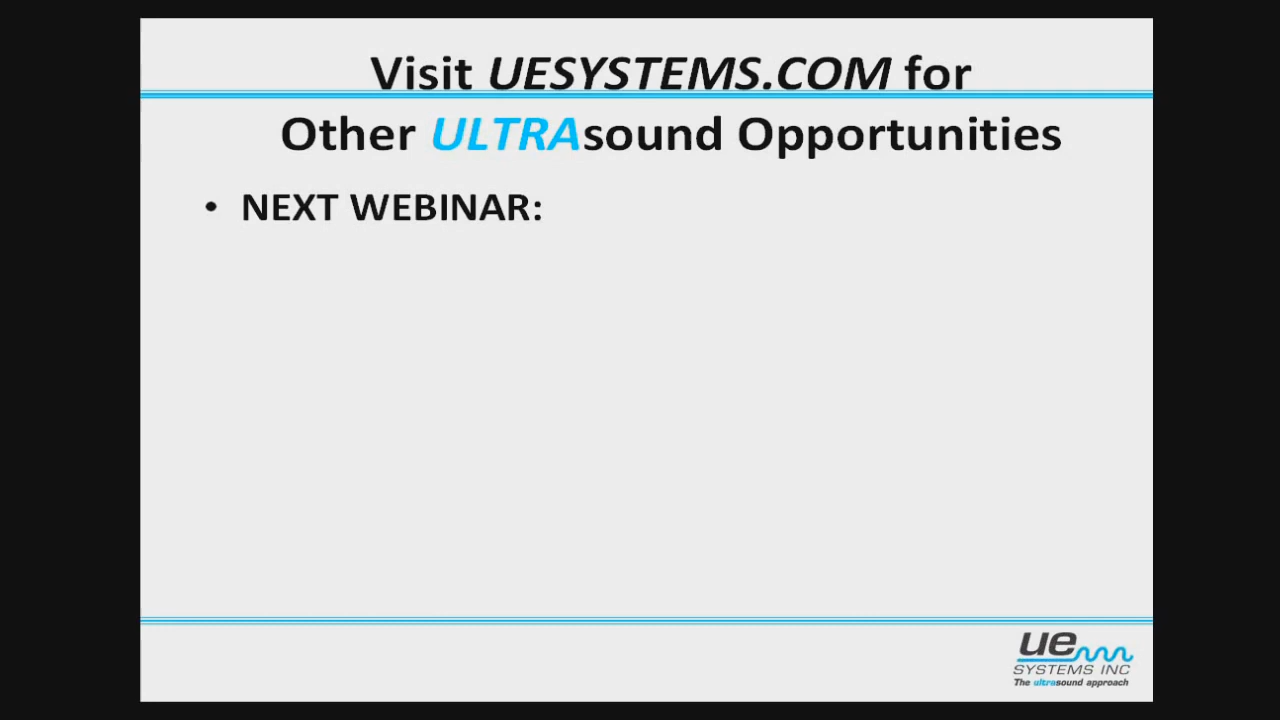 Visit UESYSTEMS.COM for
Other ULTRAsound Opportunities
• NEXT WEBINAR:
ue
SYSTEMS INC
The ultrasound approach